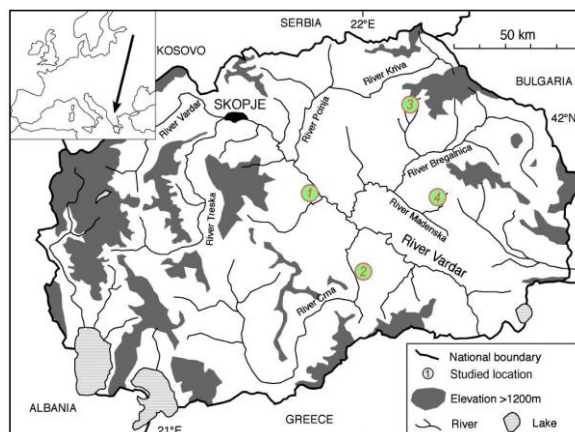 SERBIA
22°E
50 km
KOSOVO
River Kriva
BULGARIA
SKOPJE
River Vardar
River Pcinja
3
42°N
River Bregalnica
1
4
River Treska
River Madenska
River Vardar
2
River Crna
National boundary
1 Studied location
Elevation >1200m
River Lake
ALBANIA
21°E
GREECE